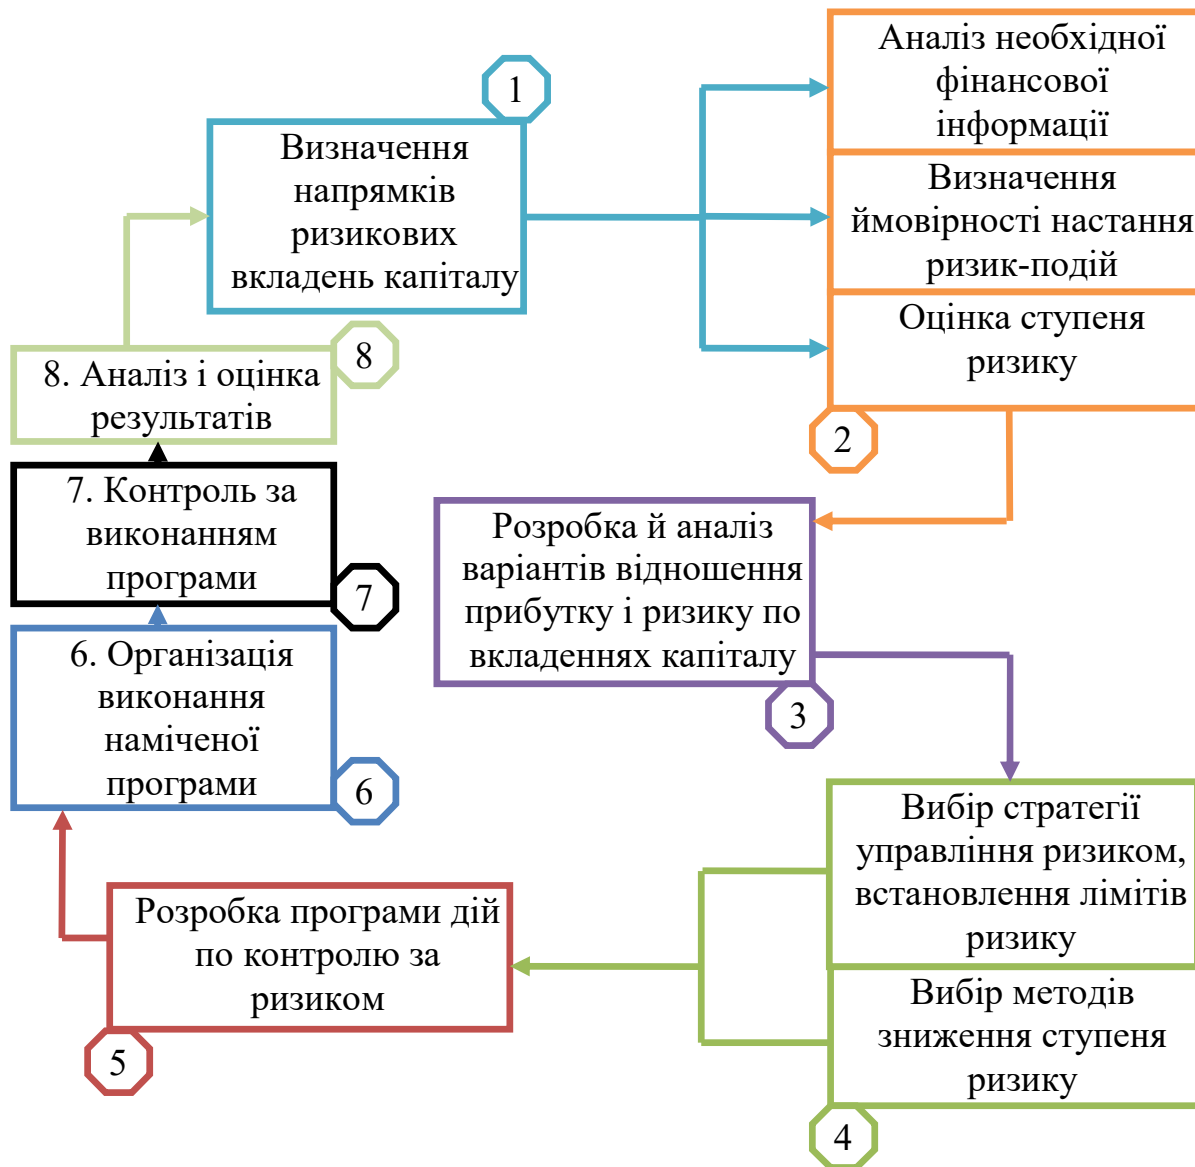 1
Визначення
напрямків
ризикових
вкладень капіталу
Аналіз необхідної
фінансової
інформації
Визначення
ймовірності настання
ризик-подій
Оцінка ступеня
ризику
2
Розробка й аналіз
варіантів відношення
прибутку і ризику по
вкладеннях капіталу
3
Вибір стратегії
управління ризиком,
встановлення лімітів
ризику
Вибір методів
зниження ступеня
ризику
4
Розробка програми дій
по контролю за
ризиком
5
6. Організація
виконання
наміченої
програми
6
7. Контроль за
виконанням
програми
7
8. Аналіз і оцінка
результатів
8